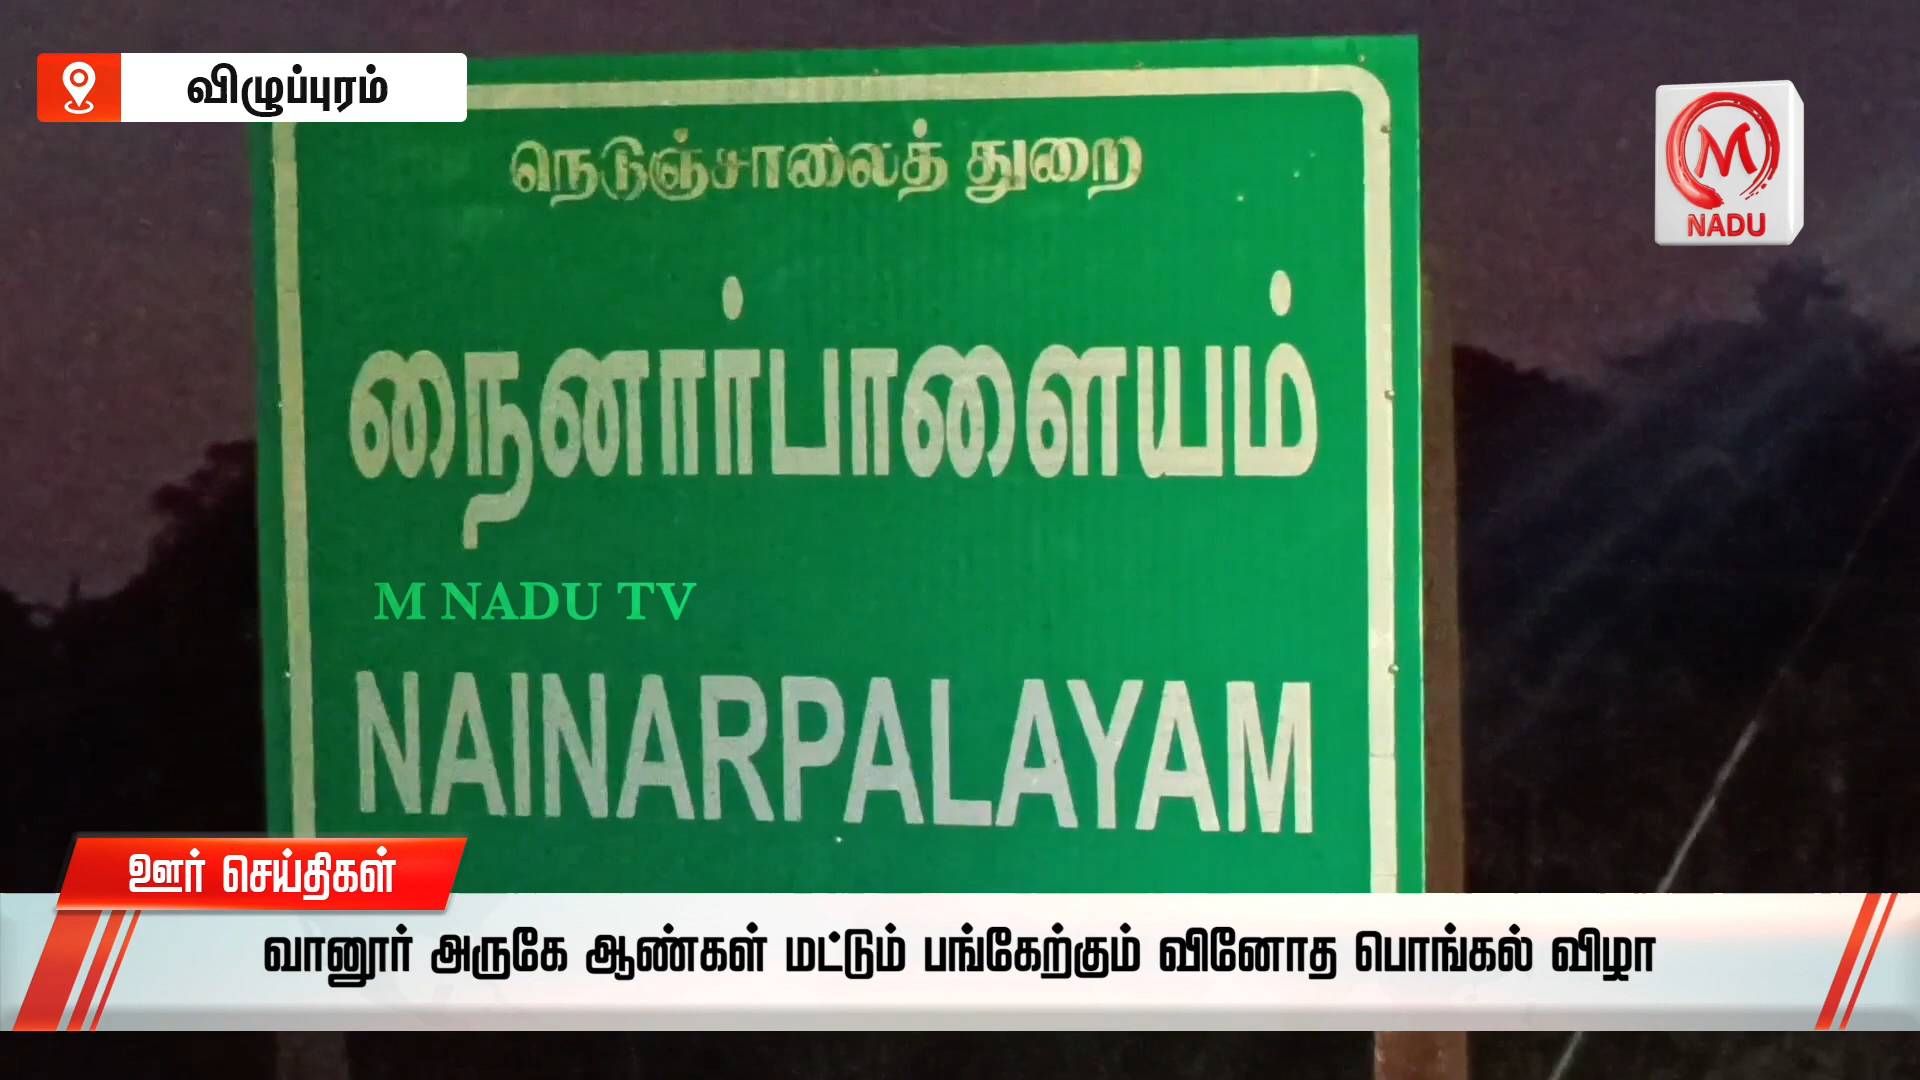 விழுப்புரம்
M
NADU
நெடுஞ்சாலைத் துறை
நைனார்பாளையம்
M NADU TV
NAINARPALAYAM
ஊர் செய்திகள்
வானூர் அருகே ஆண்கள் மட்டும் பங்கேற்கும் வினோத பொங்கல் விழா